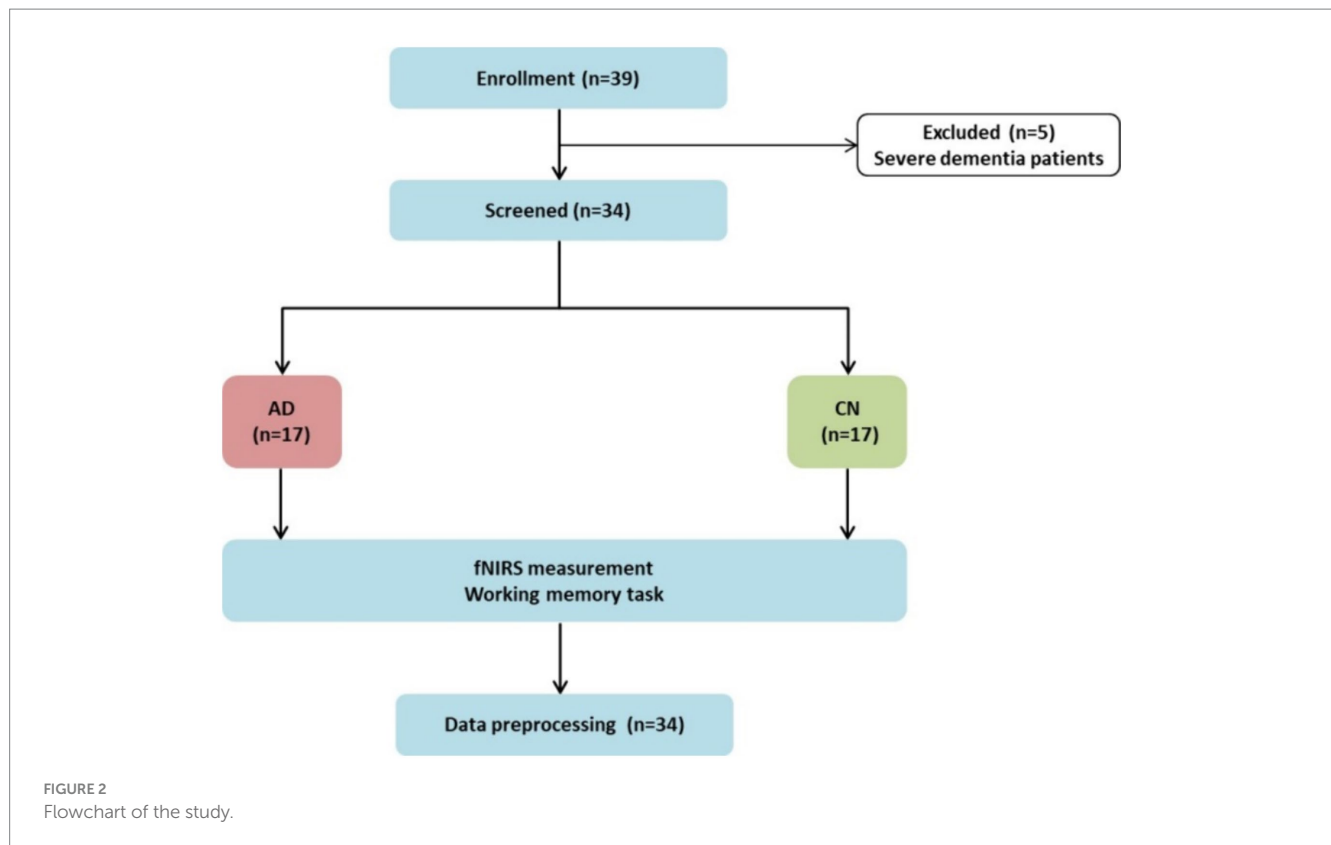 Enrollment (n=39)
Excluded (n=5)
Severe dementia patients
Screened (n=34)
AD
(n=17)
CN
(n=17)
fNIRS measurement
Working memory task
Data preprocessing (n=34)
FIGURE 2
Flowchart of the study.